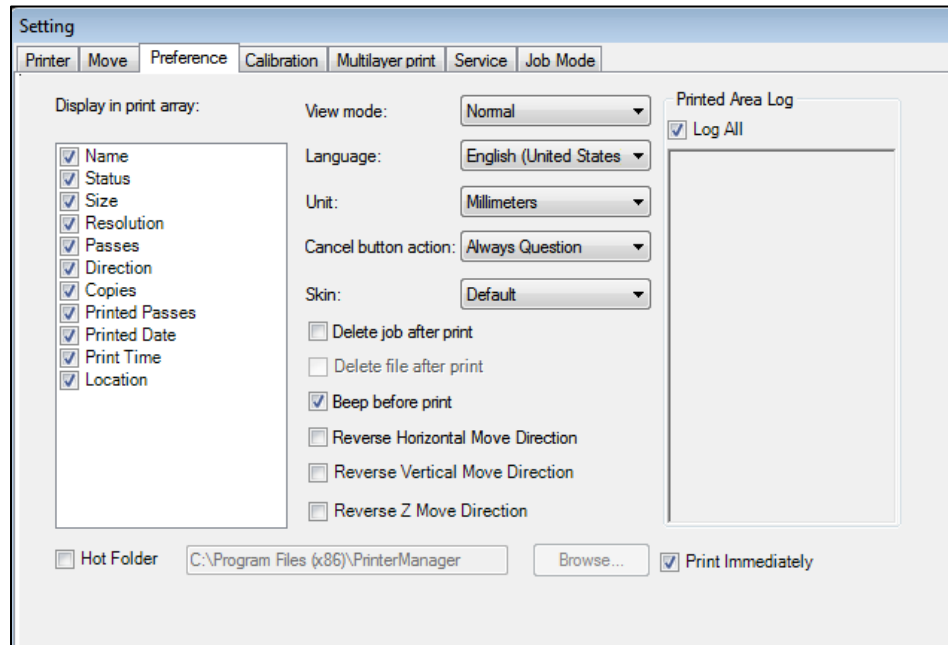 Setting
Printer Move Preference Calibration Multilayer print Service Job Mode
Display in print array:
Name
Status
Size
Resolution
Passes
Direction
Copies
Printed Passes
Printed Date
Print Time
Location
View mode: Normal
Language: English (United States
Unit: Millimeters
Cancel button action: Always Question
Skin: Default
Delete job after print
Delete file after print
Beep before print
Reverse Horizontal Move Direction
Reverse Vertical Move Direction
Reverse Z Move Direction
Printed Area Log
Log All
Hot Folder C:\Program Files (x86)\PrinterManager Browse... Print Immediately